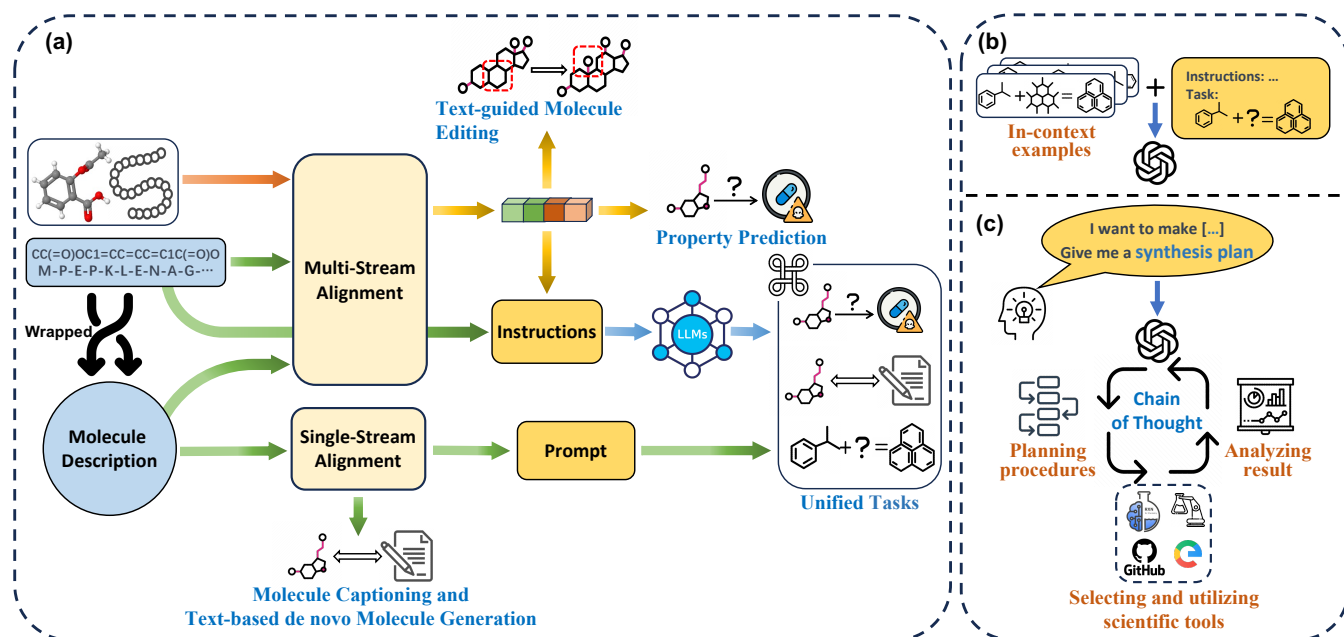 (a)
Text-guided Molecule
Editing
CC(=O)OC1=CC=CC=C1C(=O)O
M-P-E-P-K-L-E-N-A-G-···
Wrapped
Molecule
Description
Multi-Stream
Alignment
Single-Stream
Alignment
?
Property Prediction
Instructions
LLMs
Prompt
?
+ ? =
Unified Tasks
Molecule Captioning and
Text-based de novo Molecule Generation
(b)
+ =
In-context
examples
+
Instructions: ...
Task:
+ ? =
(c)
I want to make [...]
Give me a synthesis plan
Chain
of Thought
Planning
procedures
Analyzing
result
GitHub
Selecting and utilizing
scientific tools